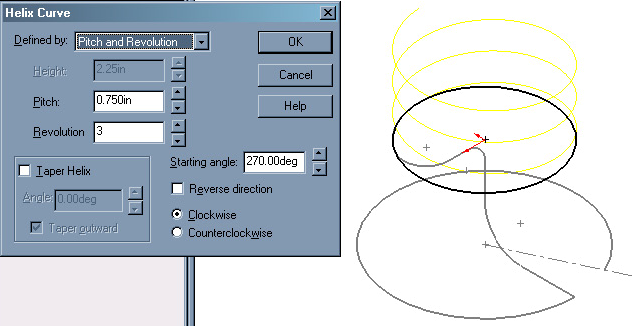 Helix Curve
Defined by: Pitch and Revolution
Height: 2.25in
Pitch: 0.750in
Revolution 3
Starting angle: 270.00deg
Taper Helix
Angle: 0.00deg
Taper outward
Reverse direction
Clockwise
Counterclockwise
OK
Cancel
Help